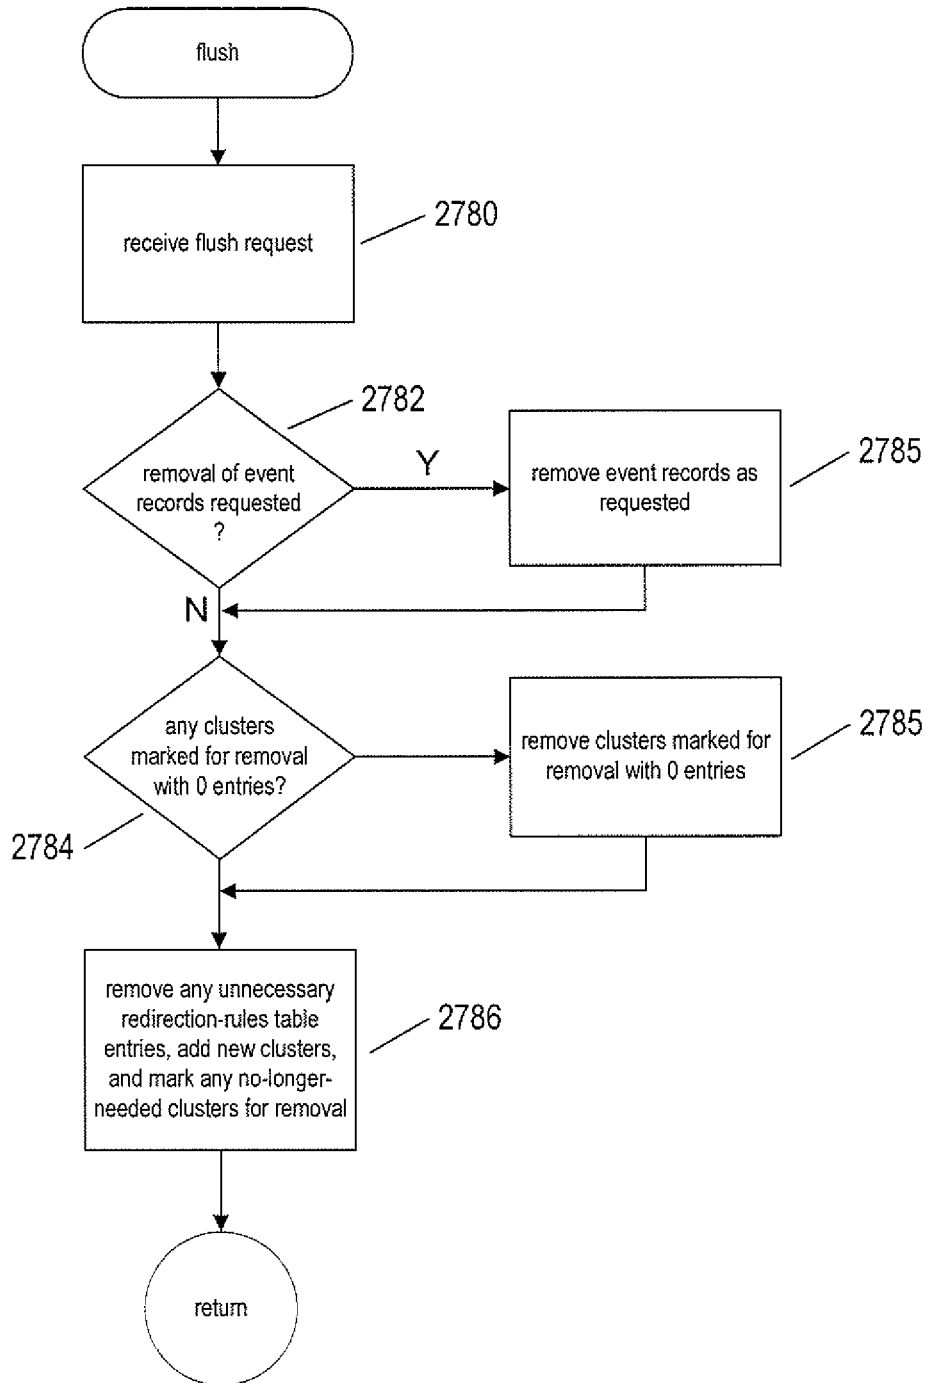 flush
receive flush request
2780
2782
removal of event
records requested
?
Y
remove event records as
requested
2785
N
any clusters
marked for removal
with 0 entries?
2784
remove clusters marked for
removal with 0 entries
2785
remove any unnecessary
redirection-rules table
entries, add new clusters,
and mark any no-longer-
needed clusters for removal
2786
return